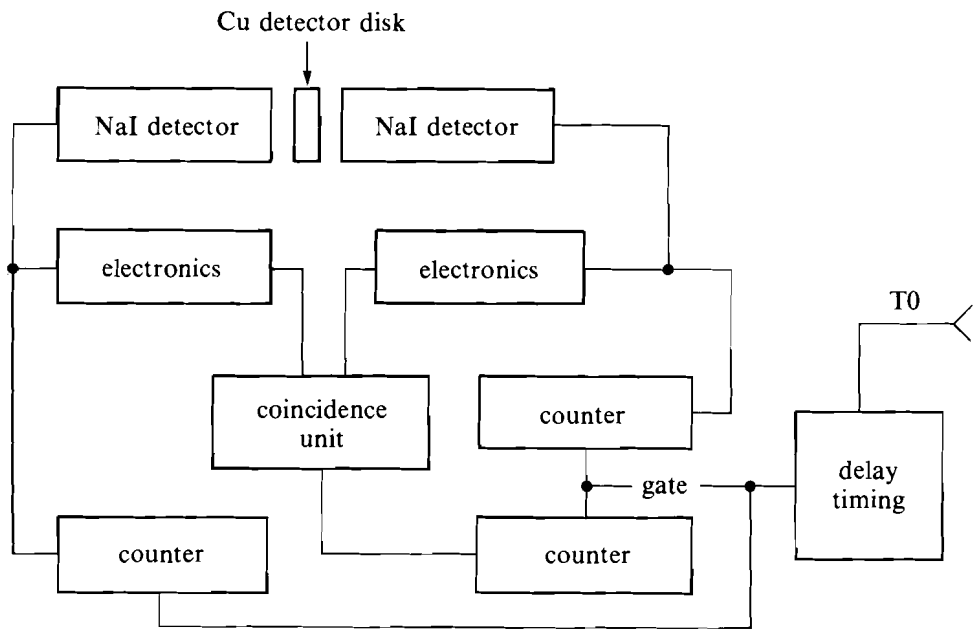 Cu detector disk
NaI detector
NaI detector
electronics
electronics
T0
coincidence
unit
counter
delay
timing
gate
counter
counter